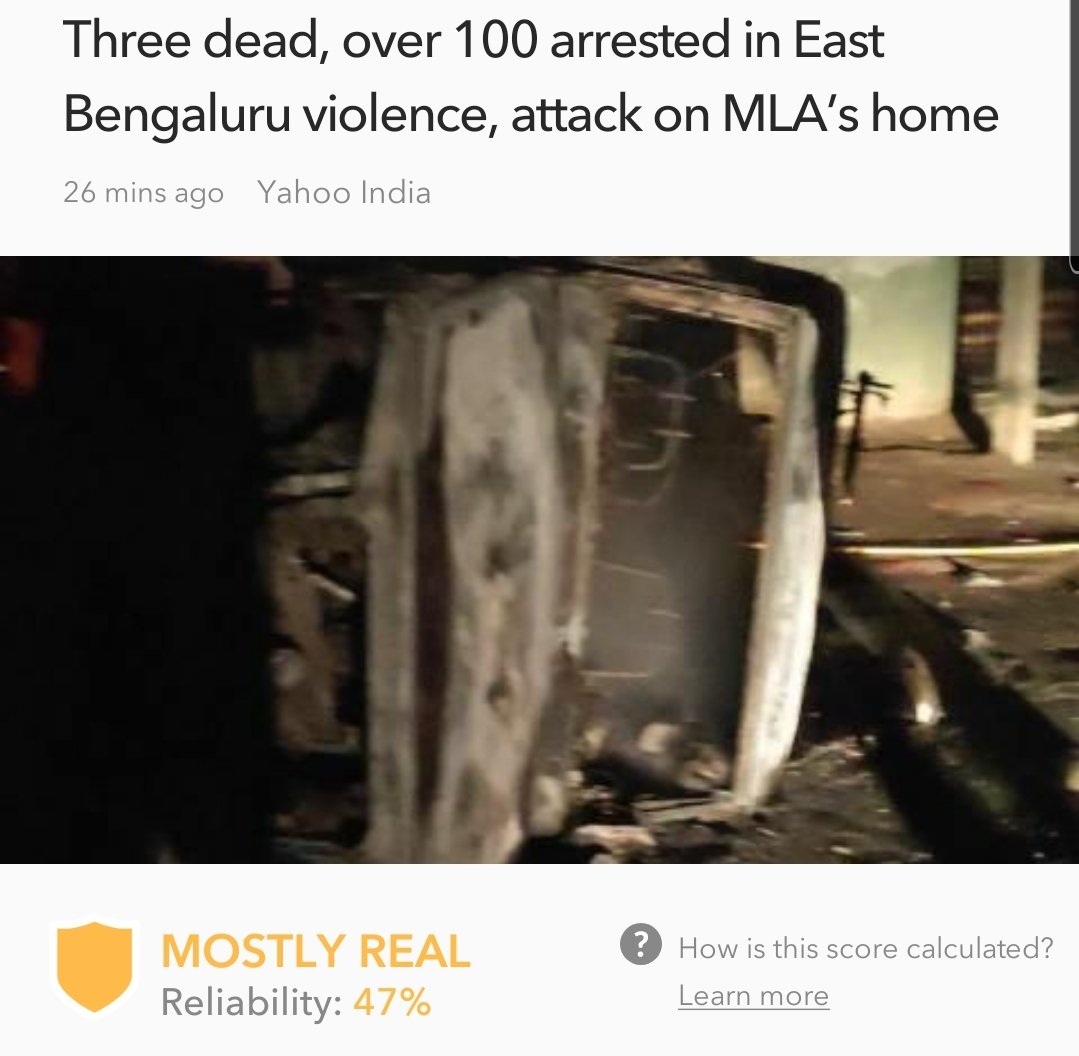 Three dead, over 100 arrested in East
Bengaluru violence, attack on MLA’s home
26 mins ago Yahoo India
MOSTLY REAL
Reliability: 47%
? How is this score calculated?
Learn more